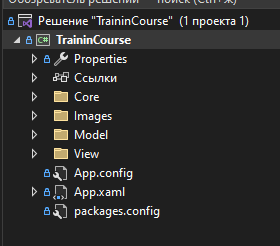 Обозреватель решений — поиск (Ctrl+ж)
Решение "TraininCourse" (1 проекта 1)
C# TraininCourse
Properties
Ссылки
Core
Images
Model
View
App.config
App.xaml
packages.config